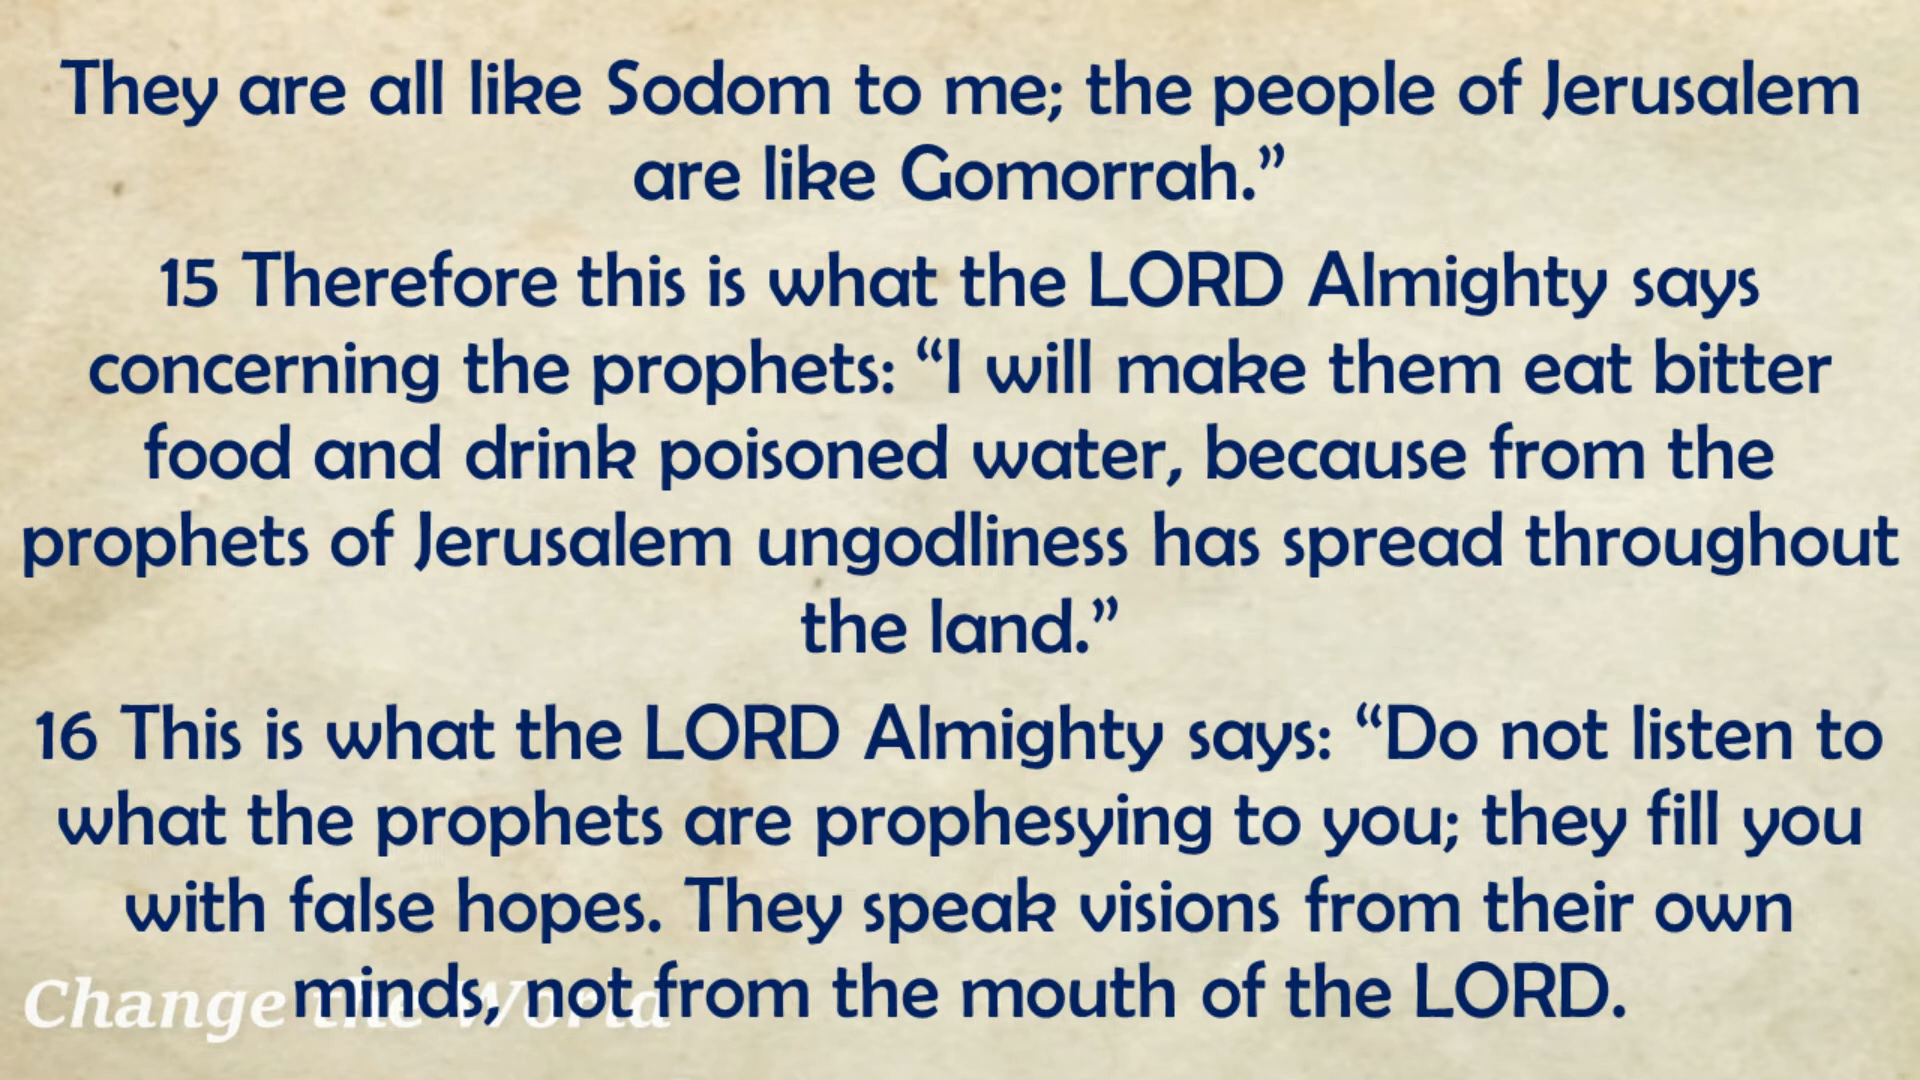 They are all like Sodom to me; the people of Jerusalem
are like Gomorrah.”
15 Therefore this is what the LORD Almighty says
concerning the prophets: “I will make them eat bitter
food and drink poisoned water, because from the
prophets of Jerusalem ungodliness has spread throughout
the land.”
16 This is what the LORD Almighty says: “Do not listen to
what the prophets are prophesying to you; they fill you
with false hopes. They speak visions from their own
minds, not from the mouth of the LORD.
Change the World